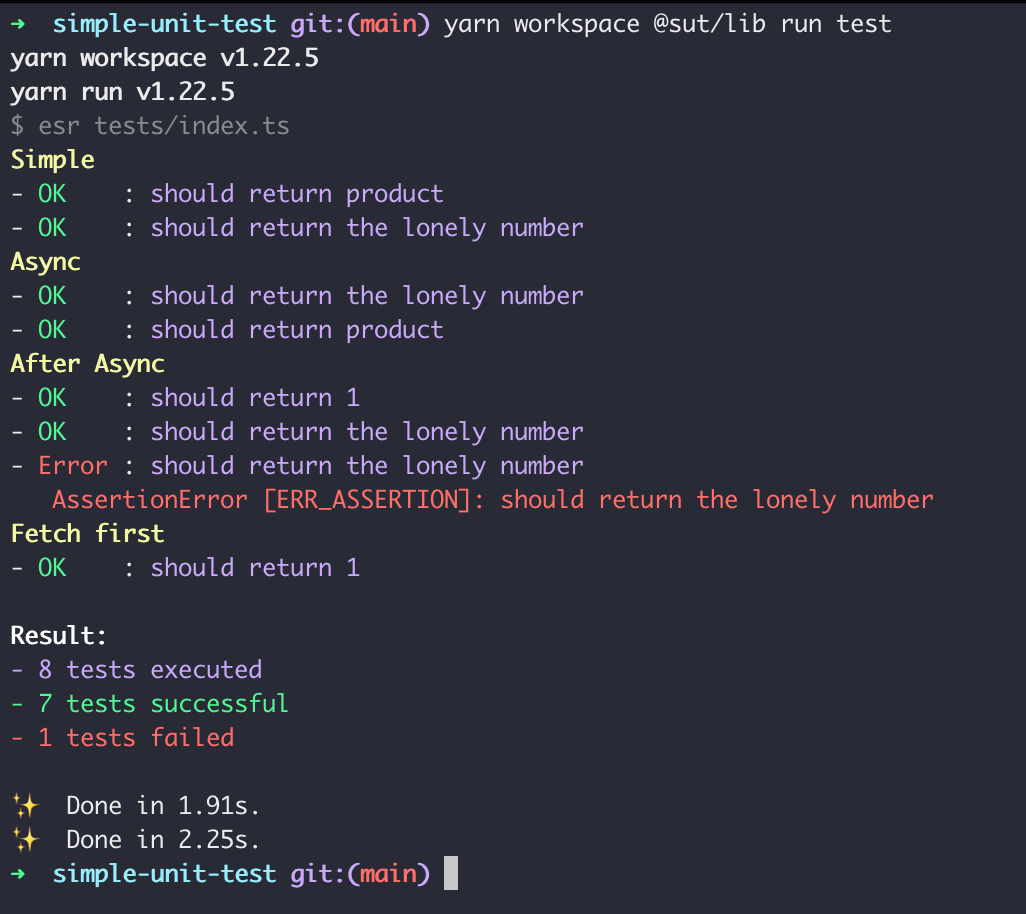 ➜  simple-unit-test git:(main) yarn workspace @sut/lib run test
yarn workspace v1.22.5
yarn run v1.22.5
$ esr tests/index.ts
Simple
- OK    : should return product
- OK    : should return the lonely number
Async
- OK    : should return the lonely number
- OK    : should return product
After Async
- OK    : should return 1
- OK    : should return the lonely number
- Error : should return the lonely number
   AssertionError [ERR_ASSERTION]: should return the lonely number
Fetch first
- OK    : should return 1

Result:
- 8 tests executed
- 7 tests successful
- 1 tests failed

✨  Done in 1.91s.
✨  Done in 2.25s.
➜  simple-unit-test git:(main)